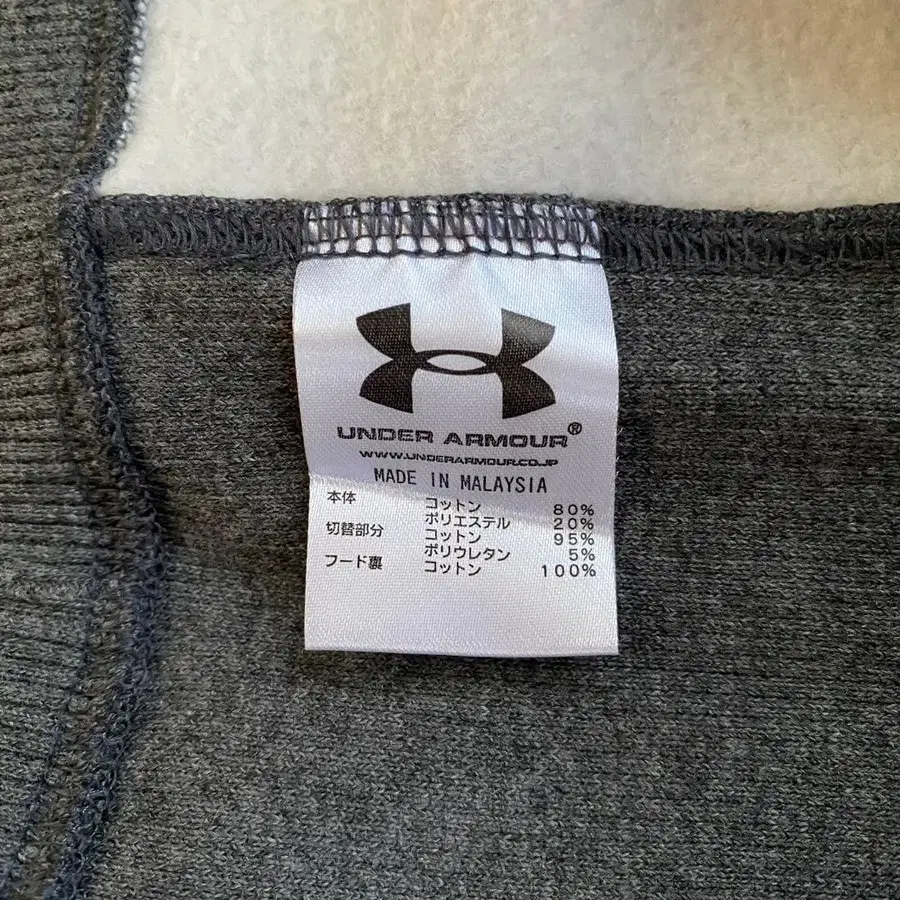 UNDER ARMOUR®
WWW.UNDERARMOUR.CO.JP
MADE IN MALAYSIA
本体 コットン 80%
ポリエステル 20%
切替部分 コットン 95%
ポリウレタン 5%
フード裏 コットン 100%